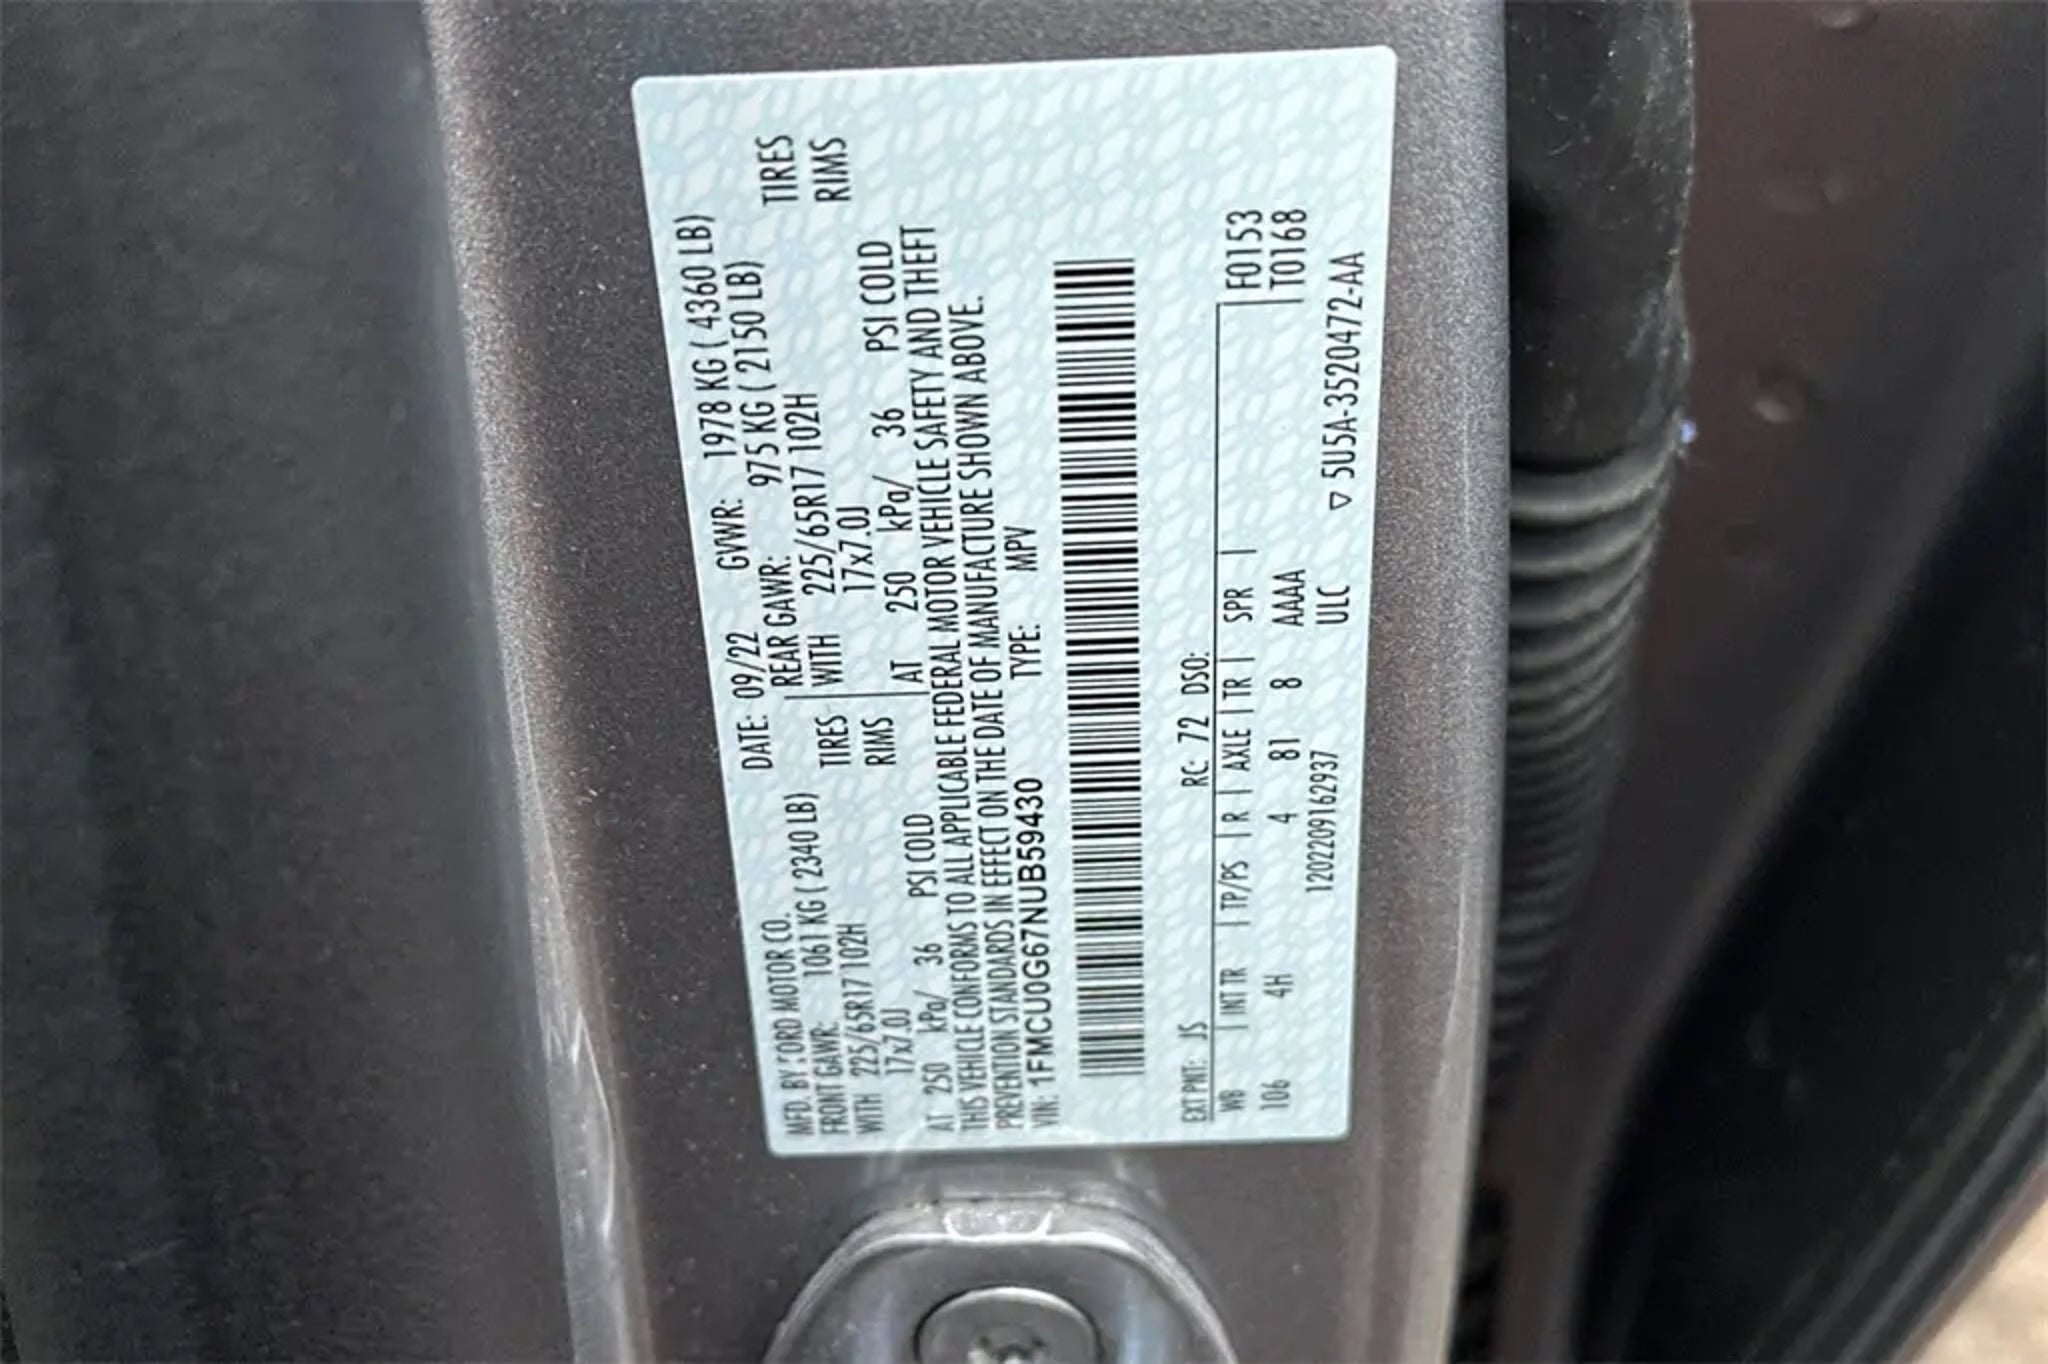 MFD. BY FORD MOTOR CO.
DATE: 09/22 GVWR: 1978 KG ( 4360 LB)
FRONT GAWR: 1061 KG ( 2340 LB) REAR GAWR: 975 KG ( 2150 LB)
WITH 225/65R17 102H TIRES WITH 225/65R17 102H TIRES
17x7.0J RIMS 17x7.0J RIMS
AT 250 kPa/ 36 PSI COLD AT 250 kPa/ 36 PSI COLD
THIS VEHICLE CONFORMS TO ALL APPLICABLE FEDERAL MOTOR VEHICLE SAFETY AND THEFT
PREVENTION STANDARDS IN EFFECT ON THE DATE OF MANUFACTURE SHOWN ABOVE.
VIN: 1FMCU0G67NUB59430 TYPE: MPV
EXT PNT: JS RC: 72 DSO:
WB | INT TR | TP/PS | R | AXLE | TR | SPR | F0153
106 4H 4 81 8 AAAA T0168
120220916293​7 ULC ▽ 5U5A-3520472-AA